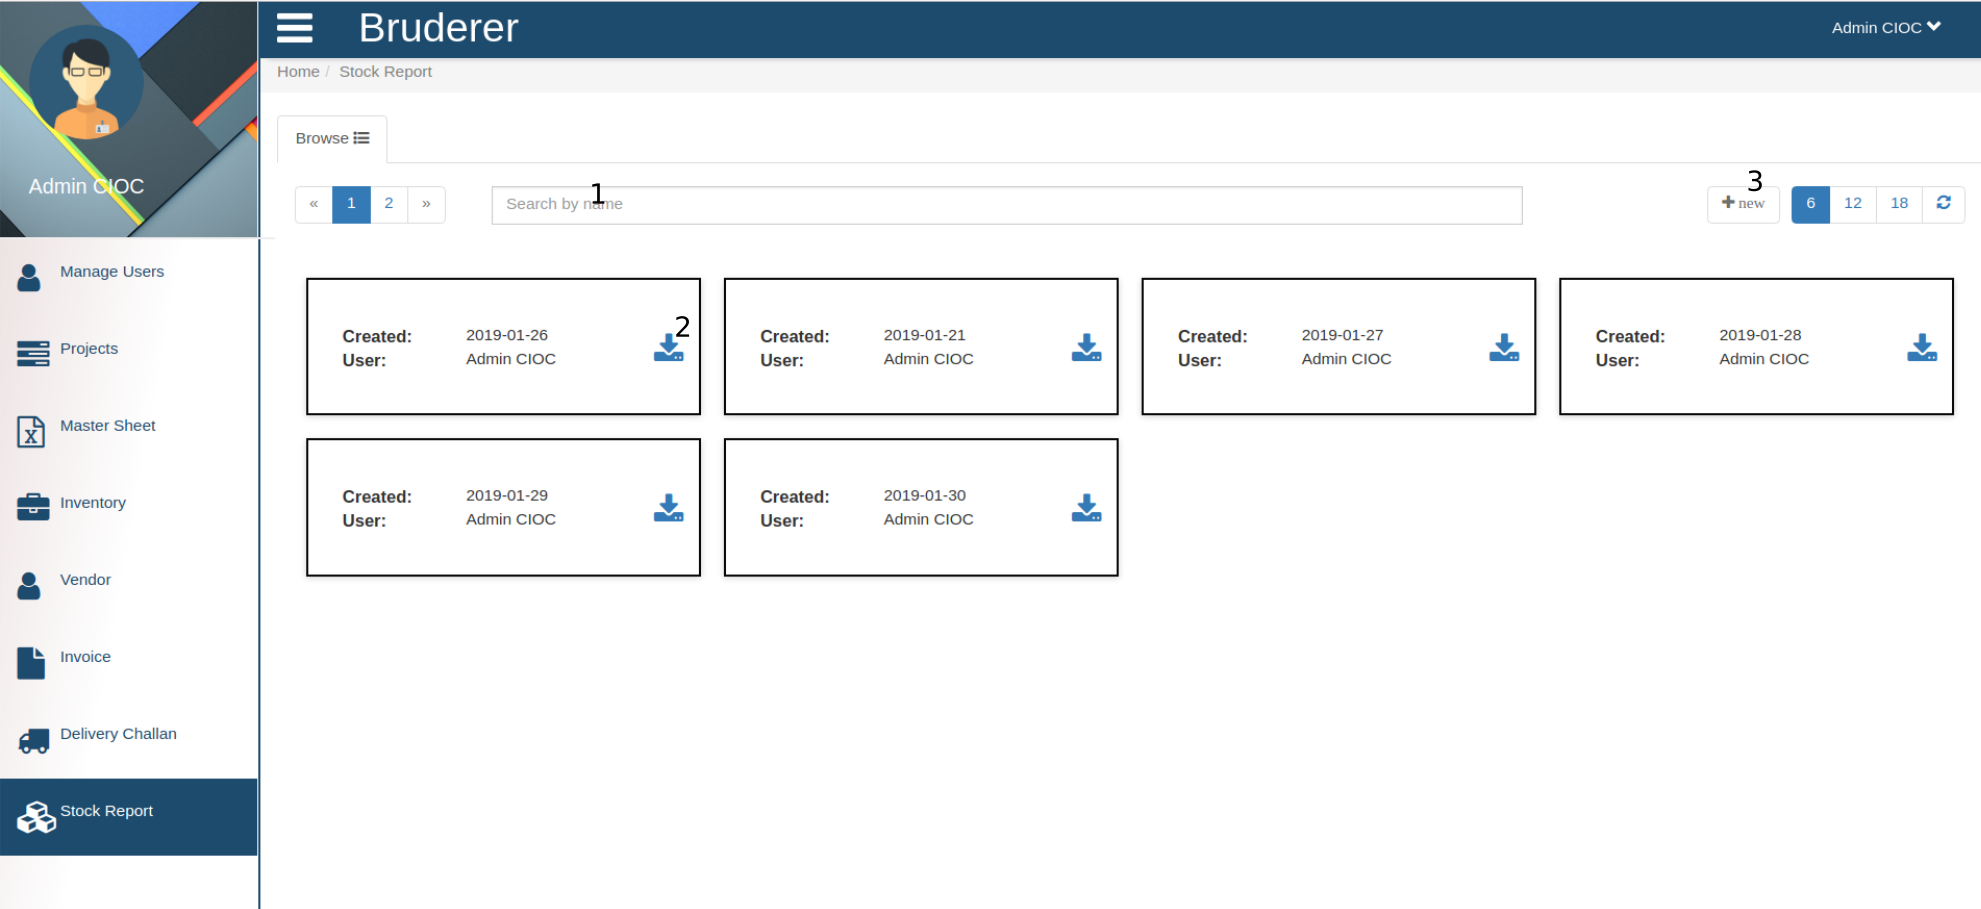 Bruderer
Admin CIOC
Home / Stock Report
Admin CIOC
Browse
« 1 2 »
Search by name
1
3
new
6 12 18
Manage Users
Projects
Master Sheet
Inventory
Vendor
Invoice
Delivery Challan
Stock Report
Created: 2019-01-26
User: Admin CIOC
2
Created: 2019-01-21
User: Admin CIOC
Created: 2019-01-27
User: Admin CIOC
Created: 2019-01-28
User: Admin CIOC
Created: 2019-01-29
User: Admin CIOC
Created: 2019-01-30
User: Admin CIOC